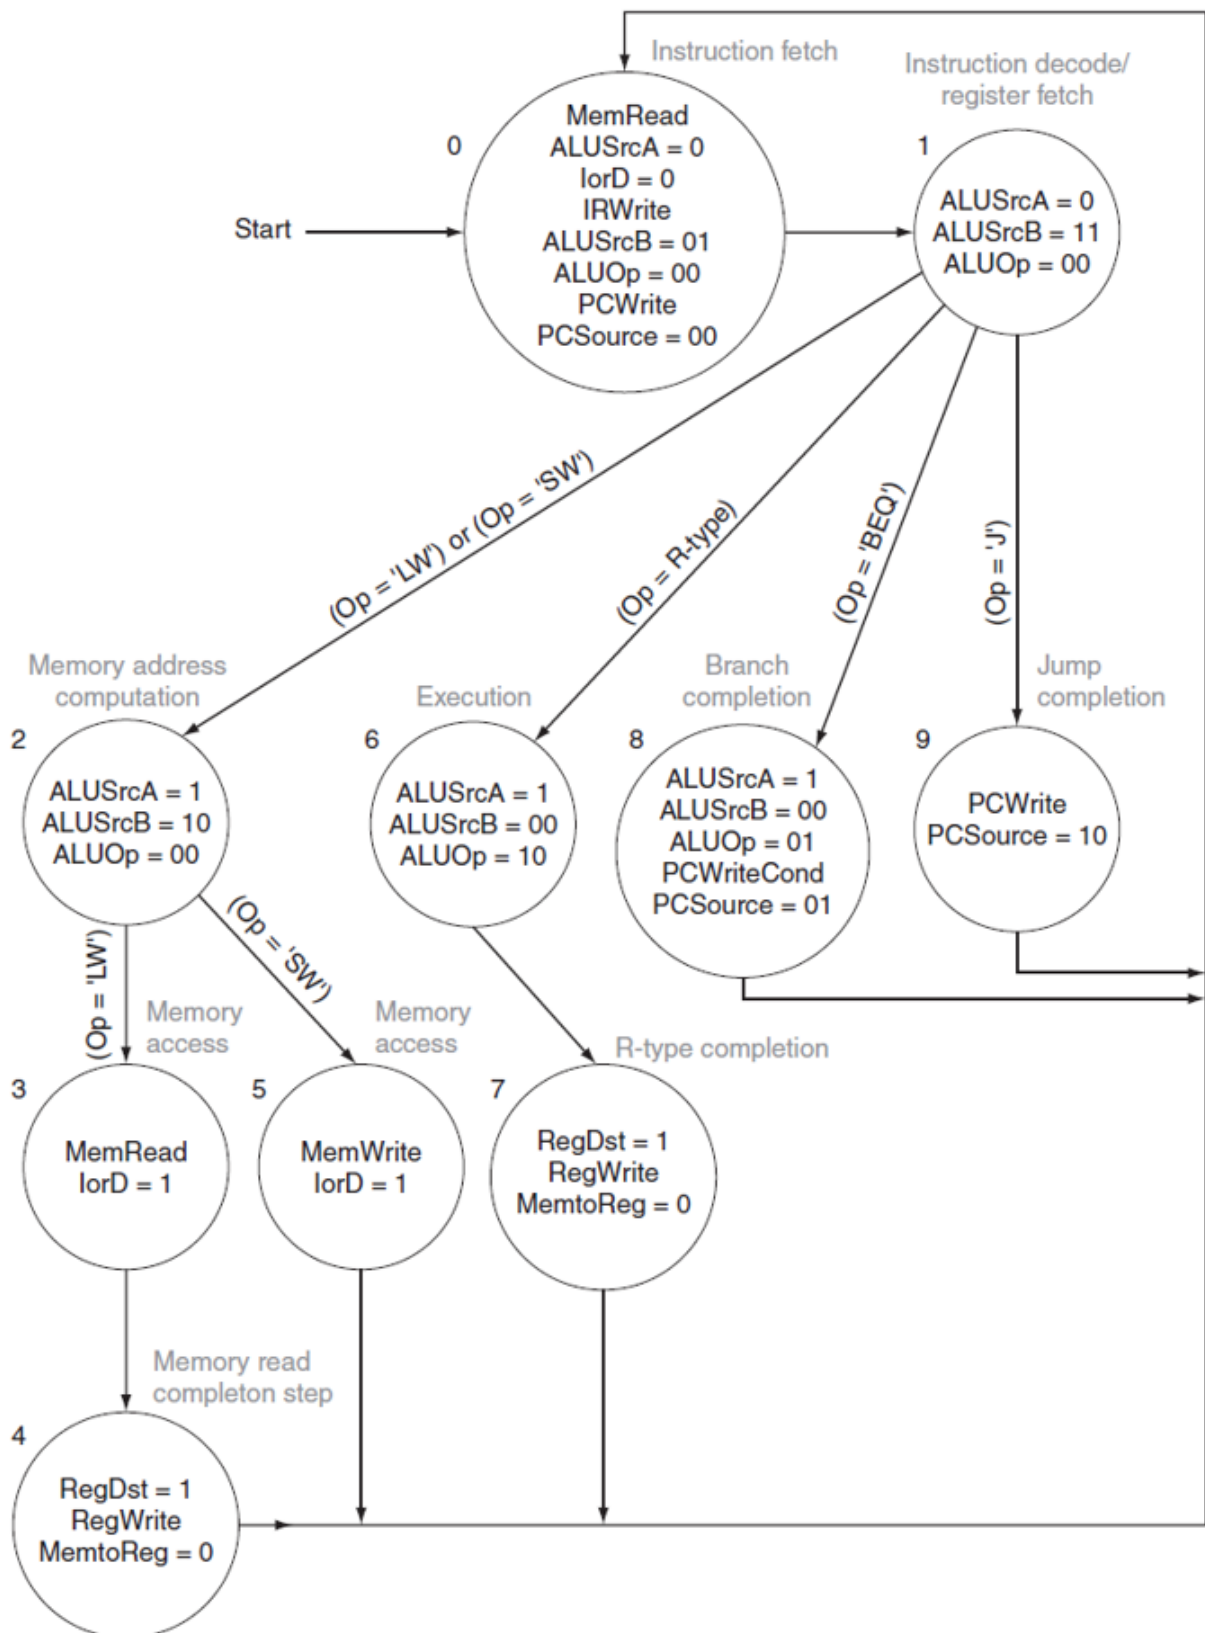 Instruction fetch
Instruction decode/
register fetch
0
MemRead
ALUSrcA = 0
IorD = 0
IRWrite
ALUSrcB = 01
ALUOp = 00
PCWrite
PCSource = 00
1
ALUSrcA = 0
ALUSrcB = 11
ALUOp = 00
Start
(Op = 'LW') or (Op = 'SW')
(Op = R-type)
(Op = 'BEQ')
(Op = 'J')
Memory address
computation
2
ALUSrcA = 1
ALUSrcB = 10
ALUOp = 00
Execution
6
ALUSrcA = 1
ALUSrcB = 00
ALUOp = 10
Branch
completion
8
ALUSrcA = 1
ALUSrcB = 00
ALUOp = 01
PCWriteCond
PCSource = 01
Jump
completion
9
PCWrite
PCSource = 10
(Op = 'LW')
(Op = 'SW')
Memory
access
3
MemRead
IorD = 1
Memory
access
5
MemWrite
IorD = 1
R-type completion
7
RegDst = 1
RegWrite
MemtoReg = 0
Memory read
completon step
4
RegDst = 1
RegWrite
MemtoReg = 0